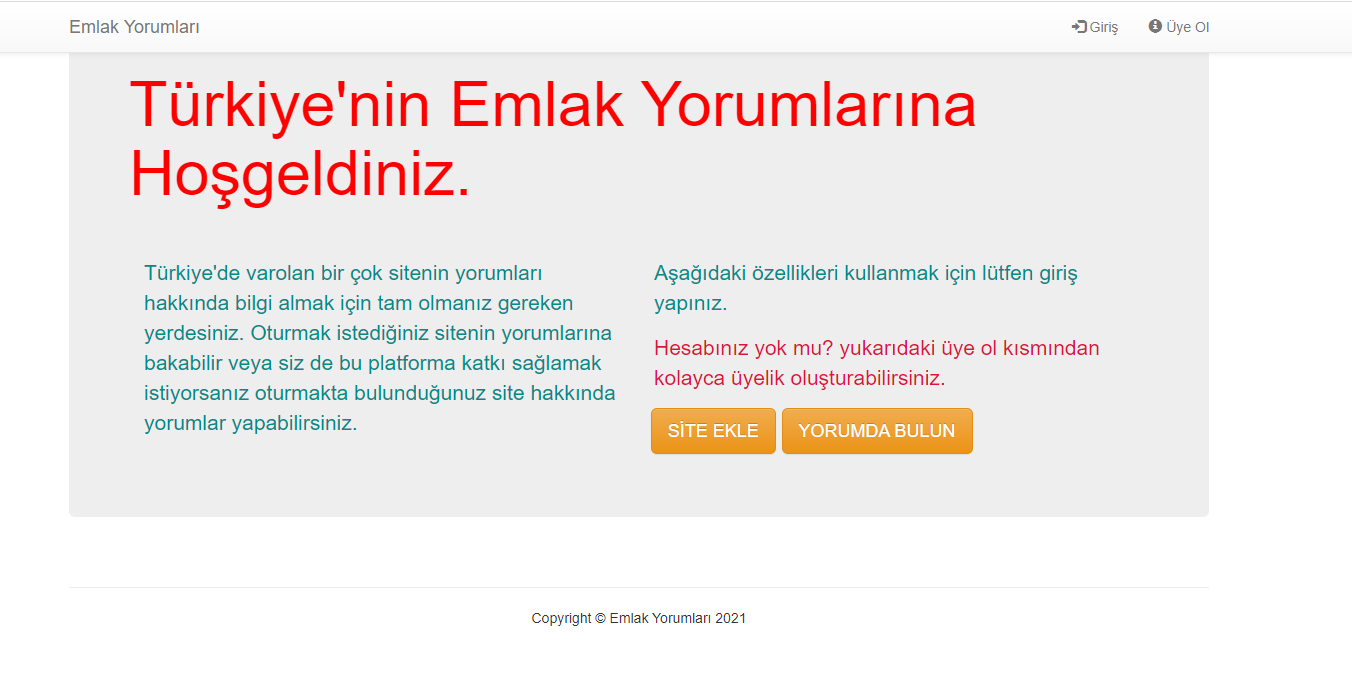 Emlak Yorumları
Giriş
Üye Ol
Türkiye'nin Emlak Yorumlarına
Hoşgeldiniz.
Türkiye'de varolan bir çok sitenin yorumları
hakkında bilgi almak için tam olmanız gereken
yerdesiniz. Oturmak istediğiniz sitenin yorumlarına
bakabilir veya siz de bu platforma katkı sağlamak
istiyorsanız oturmakta bulunduğunuz site hakkında
yorumlar yapabilirsiniz.
Aşağıdaki özellikleri kullanmak için lütfen giriş
yapınız.
Hesabınız yok mu? yukarıdaki üye ol kısmından
kolayca üyelik oluşturabilirsiniz.
SİTE EKLE
YORUMDA BULUN
Copyright © Emlak Yorumları 2021